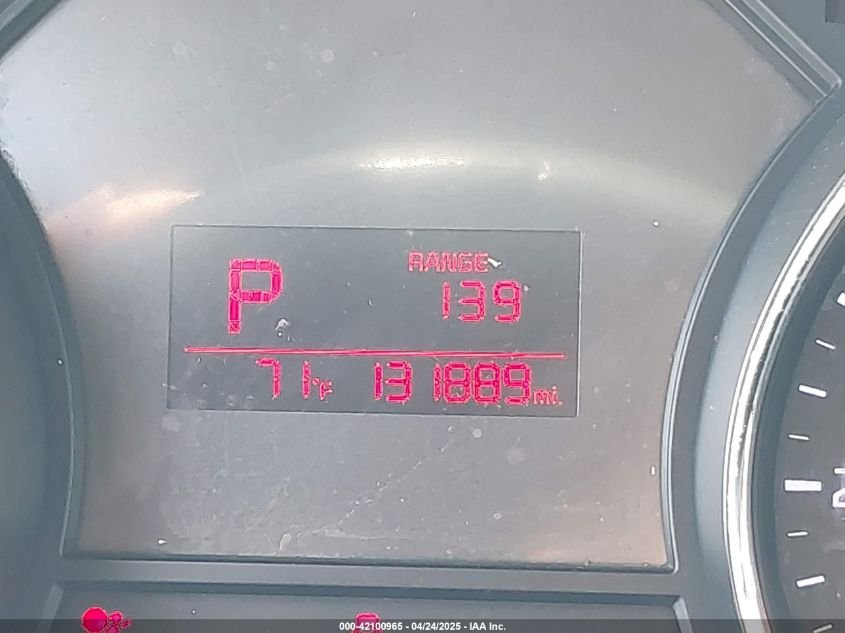 RANGE
P 139
71°F 131889mi.
000-42100965 - 04/24/2025 - IAA Inc.